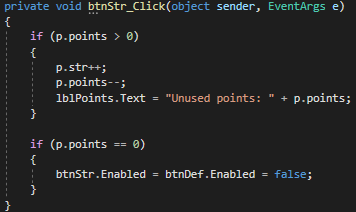 private void btnStr_Click(object sender, EventArgs e)
{
    if (p.points > 0)
    {
        p.str++;
        p.points--;
        lblPoints.Text = "Unused points: " + p.points;
    }

    if (p.points == 0)
    {
        btnStr.Enabled = btnDef.Enabled = false;
    }
}